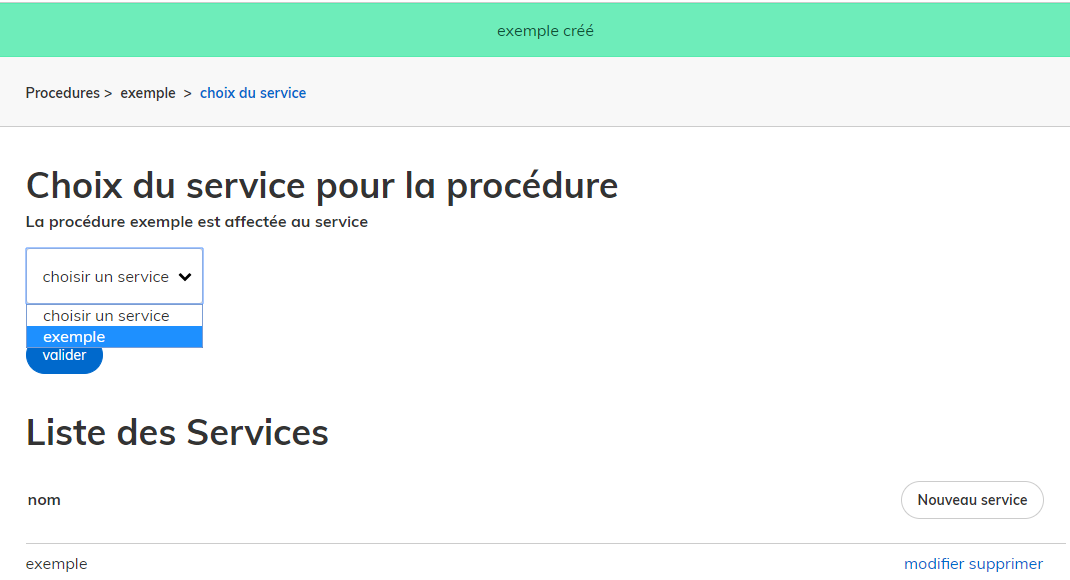 exemple créé
Procedures > exemple > choix du service
Choix du service pour la procédure
La procédure exemple est affectée au service
choisir un service
choisir un service
exemple
valider
Liste des Services
nom Nouveau service
exemple modifier supprimer